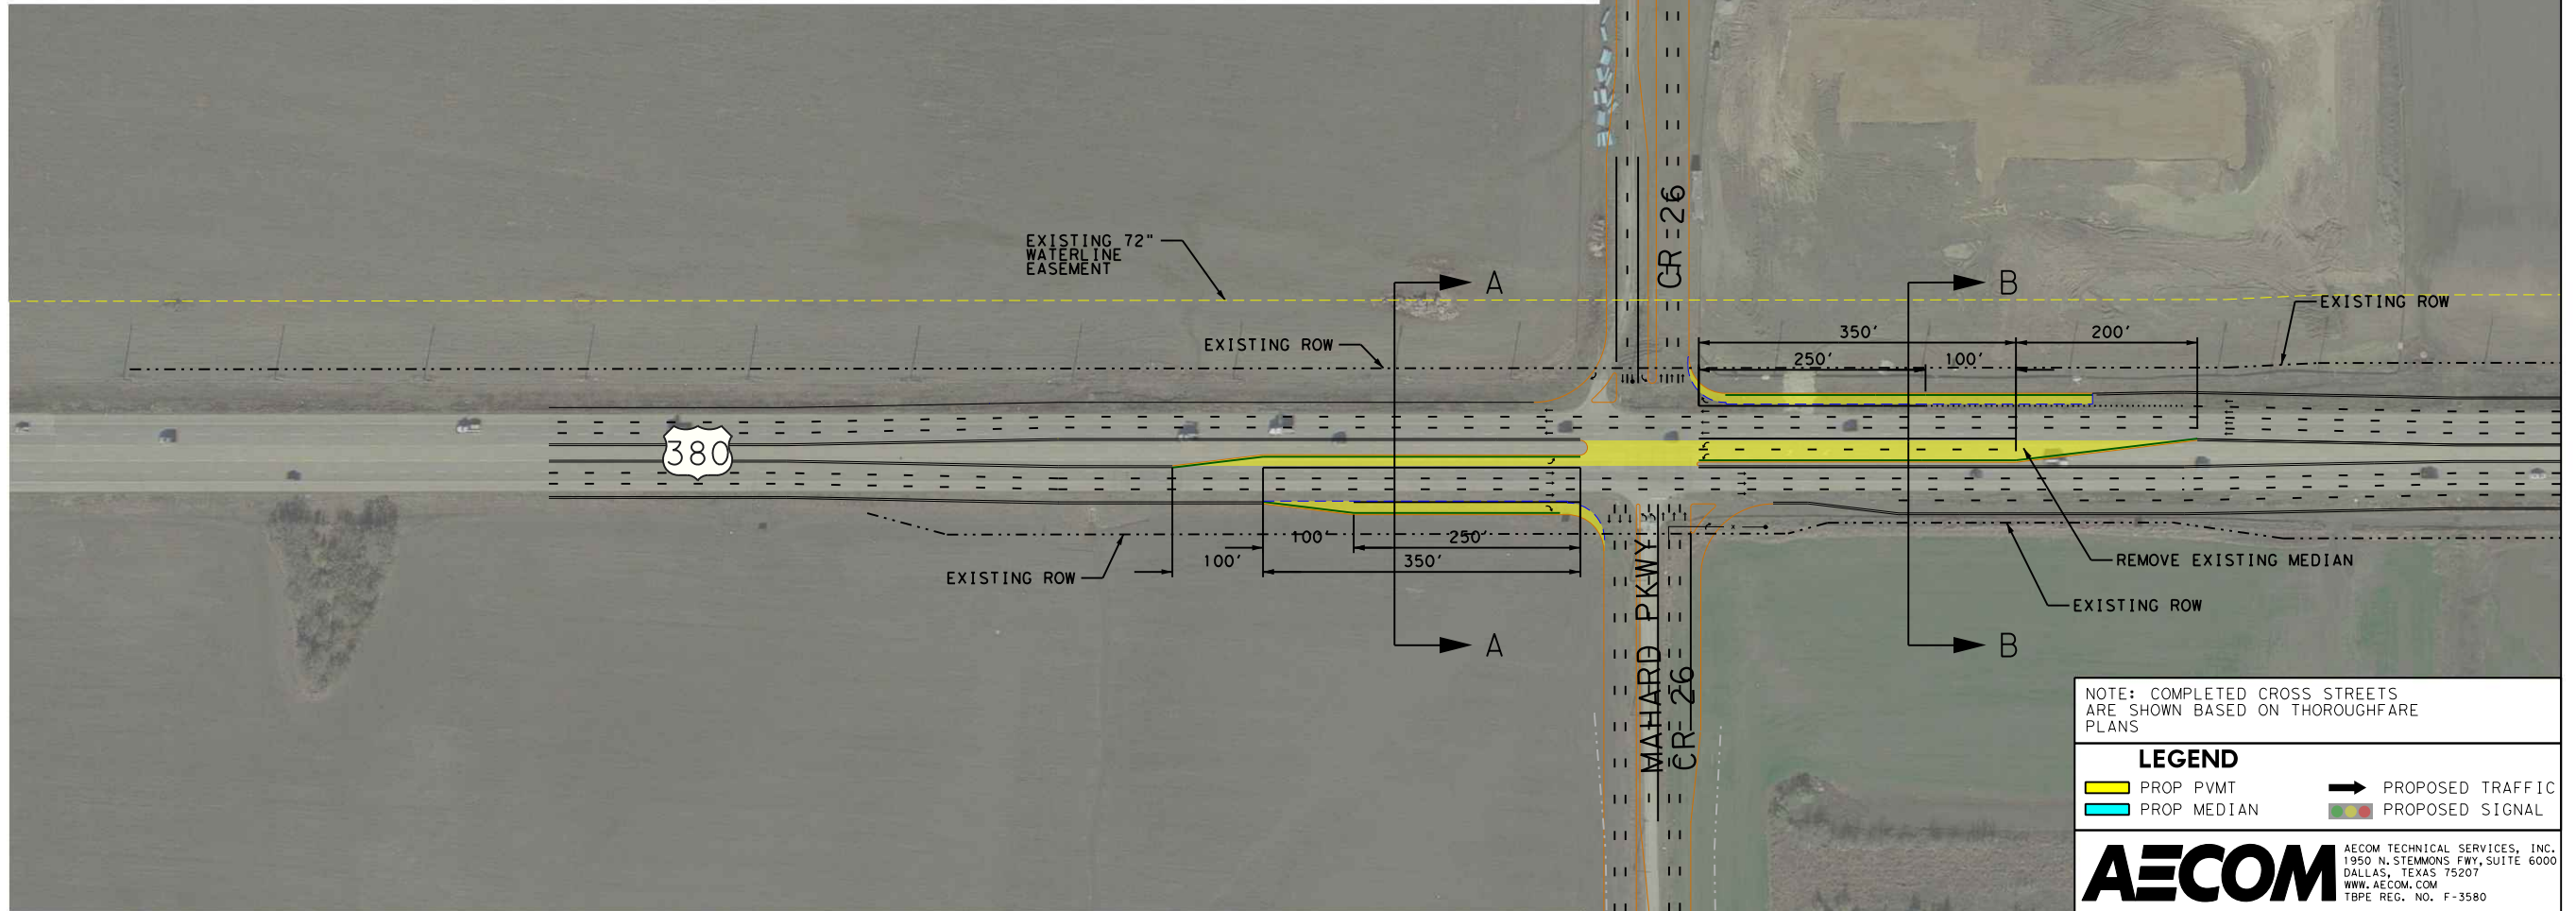 CR 26
EXISTING 72"
WATERLINE
EASEMENT
A
B
EXISTING ROW
EXISTING ROW
350'
200'
250'
100'
380
100'
250'
100'
350'
EXISTING ROW
REMOVE EXISTING MEDIAN
EXISTING ROW
A
B
MAHARD PKWY
CR 26
NOTE: COMPLETED CROSS STREETS
ARE SHOWN BASED ON THOROUGHFARE
PLANS
LEGEND
PROP PVMT
PROPOSED TRAFFIC
PROP MEDIAN
PROPOSED SIGNAL
AECOM
AECOM TECHNICAL SERVICES, INC.
1950 N. STEMMONS FWY, SUITE 6000
DALLAS, TEXAS 75207
WWW.AECOM.COM
TBPE REG. NO. F-3580